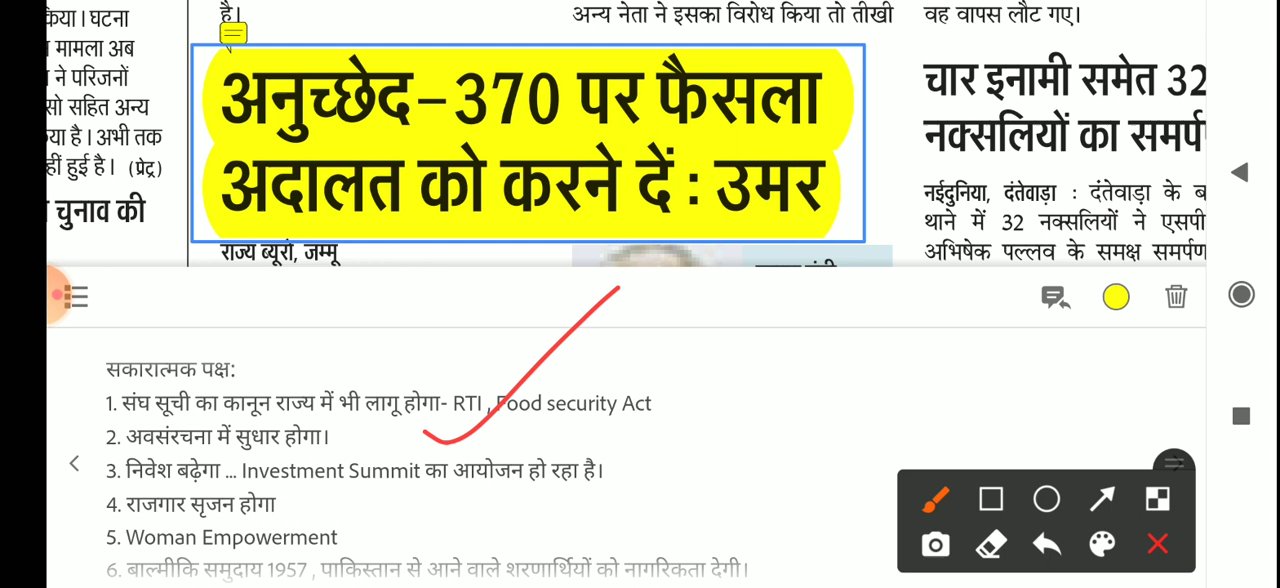 किया। घटना
मामला अब
ने परिजनों
सो सहित अन्य
या है। अभी तक
हीं हुई है। (प्रेट्र)
चुनाव की
है।
अन्य नेता ने इसका विरोध किया तो तीखी
अनुच्छेद-370 पर फैसला
अदालत को करने दें : उमर
राज्य ब्यूरो, जम्मू
वह वापस लौट गए।
चार इनामी समेत 32
नक्सलियों का समर्प
नईदुनिया, दंतेवाड़ा : दंतेवाड़ा के ब
थाने में 32 नक्सलियों ने एसपी
अभिषेक पल्लव के समक्ष समर्पण
सकारात्मक पक्ष:
1. संघ सूची का कानून राज्य में भी लागू होगा- RTI , Food security Act
2. अवसंरचना में सुधार होगा।
3. निवेश बढ़ेगा ... Investment Summit का आयोजन हो रहा है।
4. राजगार सृजन होगा
5. Woman Empowerment
6. बाल्मीकि समुदाय 1957 , पाकिस्तान से आने वाले शरणार्थियों को नागरिकता देगी।